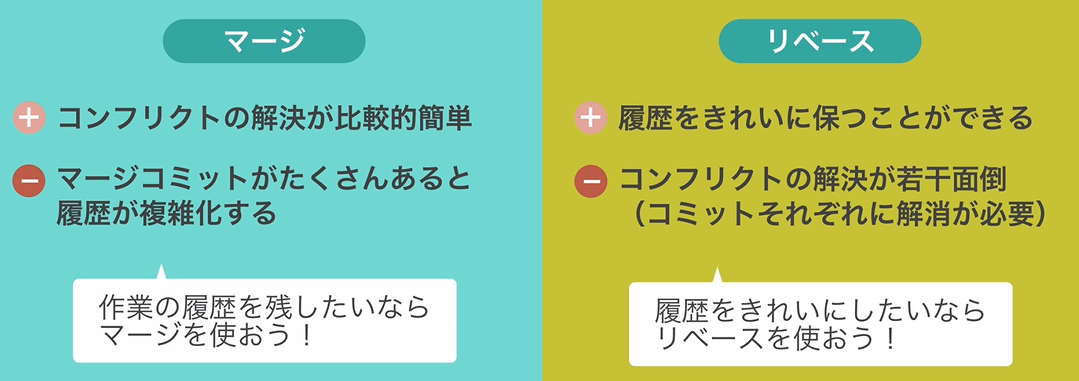 マージ
コンフリクトの解決が比較的簡単
マージコミットがたくさんあると
履歴が複雑化する
作業の履歴を残したいなら
マージを使おう！
リベース
履歴をきれいに保つことができる
コンフリクトの解決が若干面倒
（コミットそれぞれに解消が必要）
履歴をきれいにしたいなら
リベースを使おう！